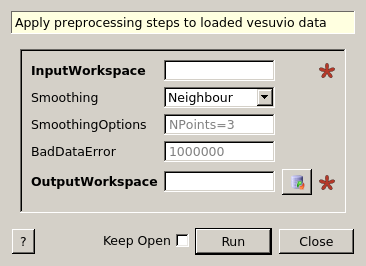 Apply preprocessing steps to loaded vesuvio data
InputWorkspace
Smoothing Neighbour
SmoothingOptions NPoints=3
BadDataError 1000000
OutputWorkspace
? Keep Open Run Close